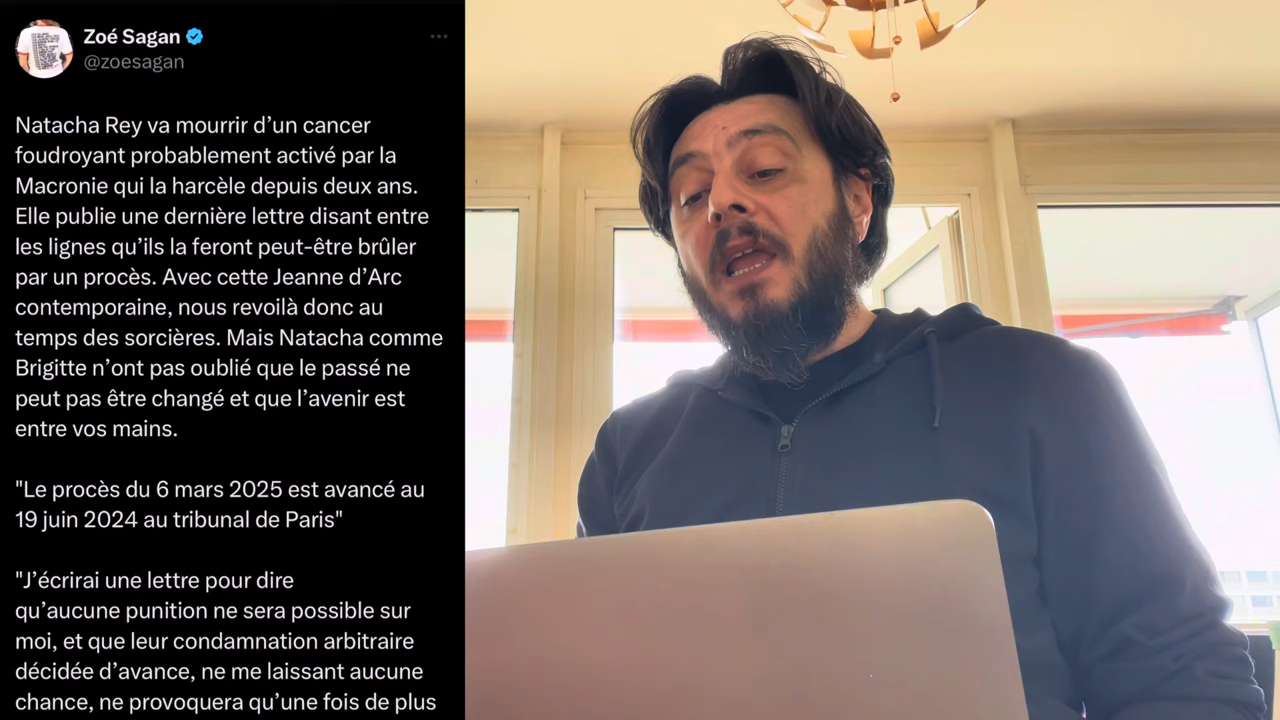 Zoé Sagan
@zoesagan
Natacha Rey va mourrir d’un cancer
foudroyant probablement activé par la
Macronie qui la harcèle depuis deux ans.
Elle publie une dernière lettre disant entre
les lignes qu’ils la feront peut-être brûler
par un procès. Avec cette Jeanne d’Arc
contemporaine, nous revoilà donc au
temps des sorcières. Mais Natacha comme
Brigitte n’ont pas oublié que le passé ne
peut pas être changé et que l’avenir est
entre vos mains.
"Le procès du 6 mars 2025 est avancé au
19 juin 2024 au tribunal de Paris"
"J’écrirai une lettre pour dire
qu’aucune punition ne sera possible sur
moi, et que leur condamnation arbitraire
décidée d’avance, ne me laissant aucune
chance, ne provoquera qu’une fois de plus